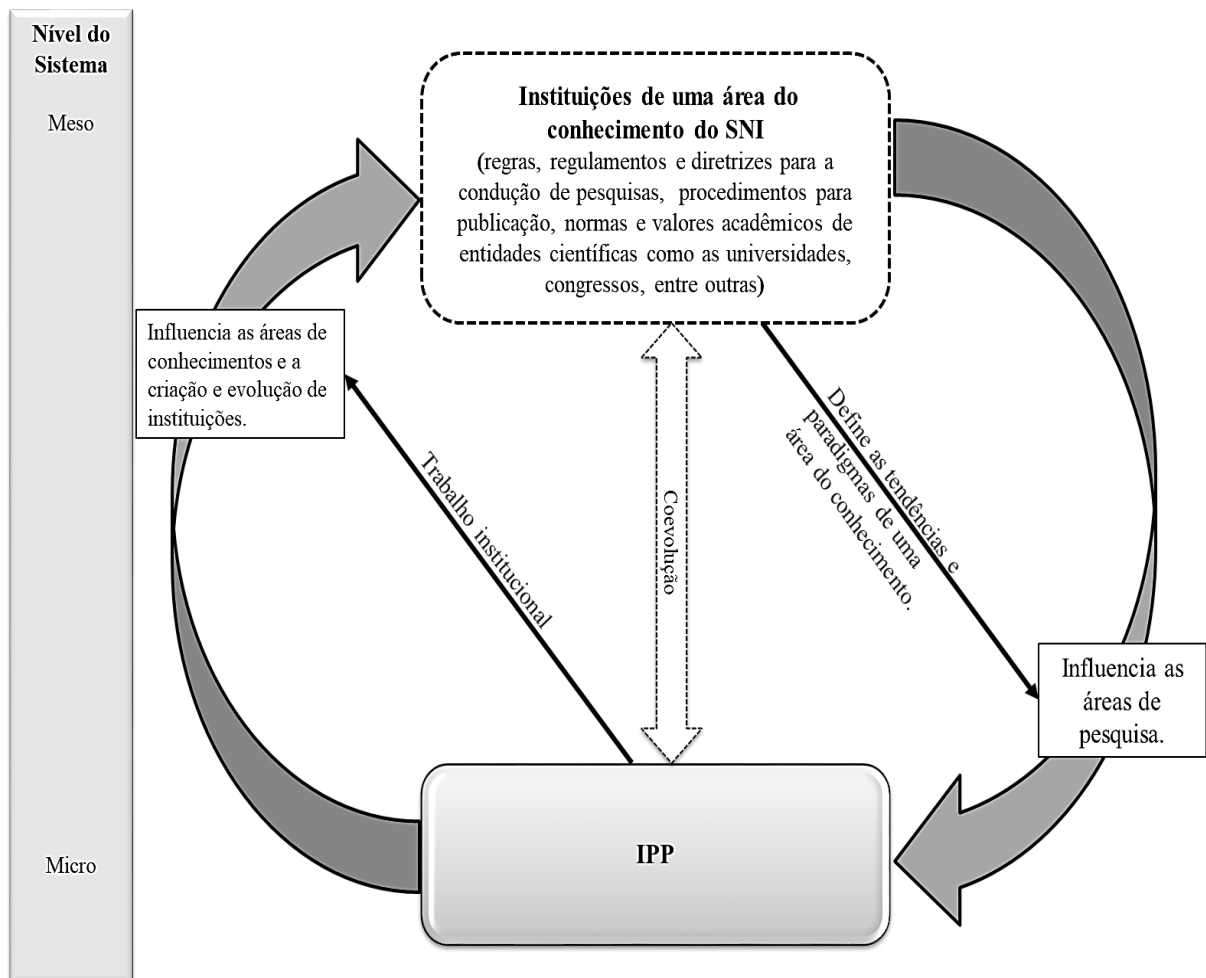 Nível do
Sistema
Meso
Instituições de uma área do
conhecimento do SNI
(regras, regulamentos e diretrizes para a
condução de pesquisas, procedimentos para
publicação, normas e valores acadêmicos de
entidades científicas como as universidades,
congressos, entre outras)
Influencia as áreas de
conhecimentos e a
criação e evolução de
instituições.
Trabalho institucional
Coevolução
Define as tendências e
paradigmas de uma
área do conhecimento.
Influencia as
áreas de
pesquisa.
Micro
IPP